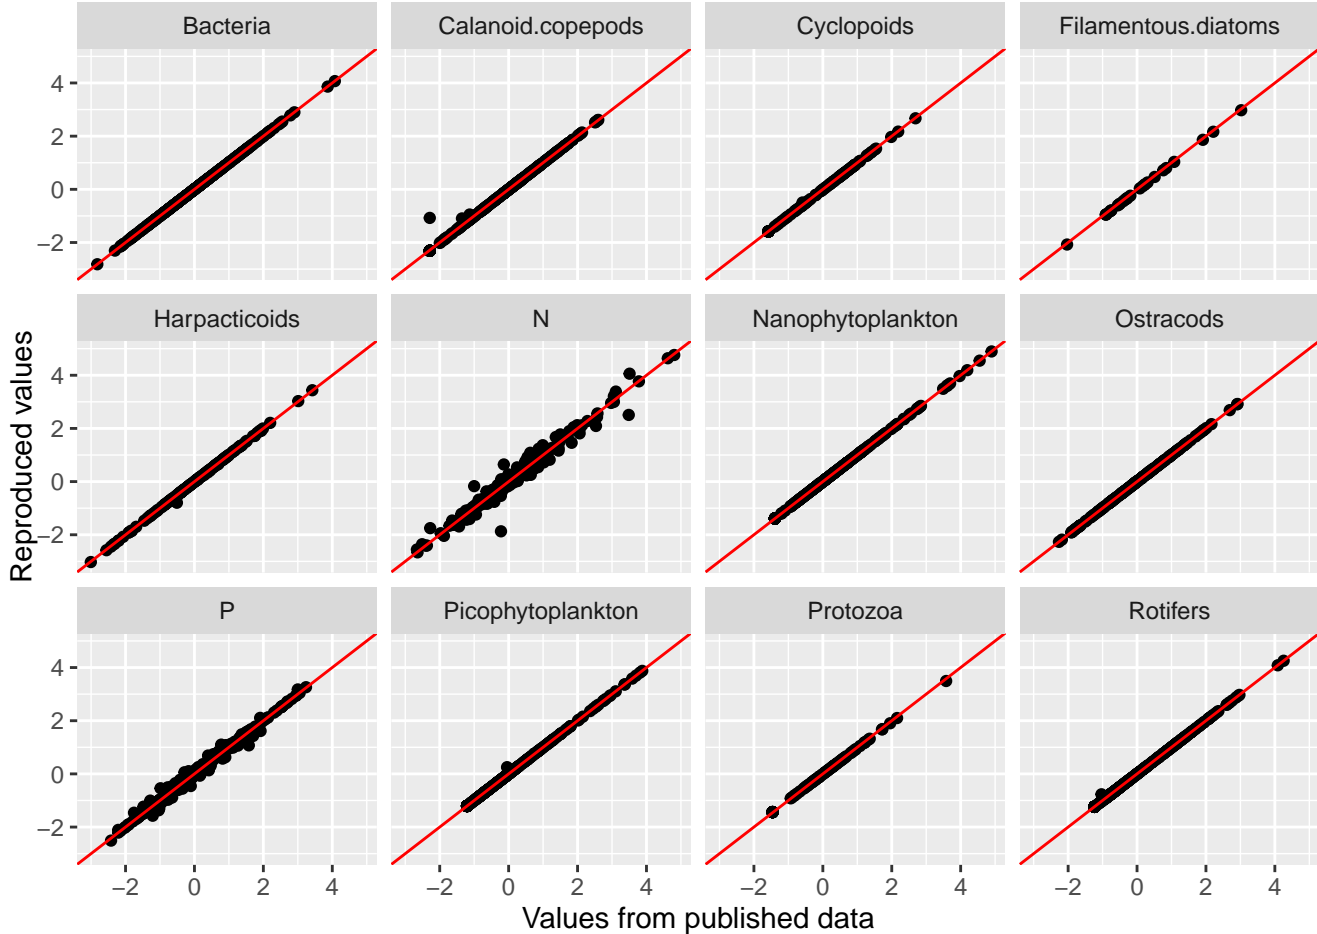 Bacteria
Calanoid.copepods
Cyclopoids
Filamentous.diatoms
4
2
0
−2
Harpacticoids
N
Nanophytoplankton
Ostracods
4
2
0
−2
Reproduced values
P
Picophytoplankton
Protozoa
Rotifers
4
2
0
−2
−2 0 2 4 −2 0 2 4 −2 0 2 4 −2 0 2 4
Values from published data